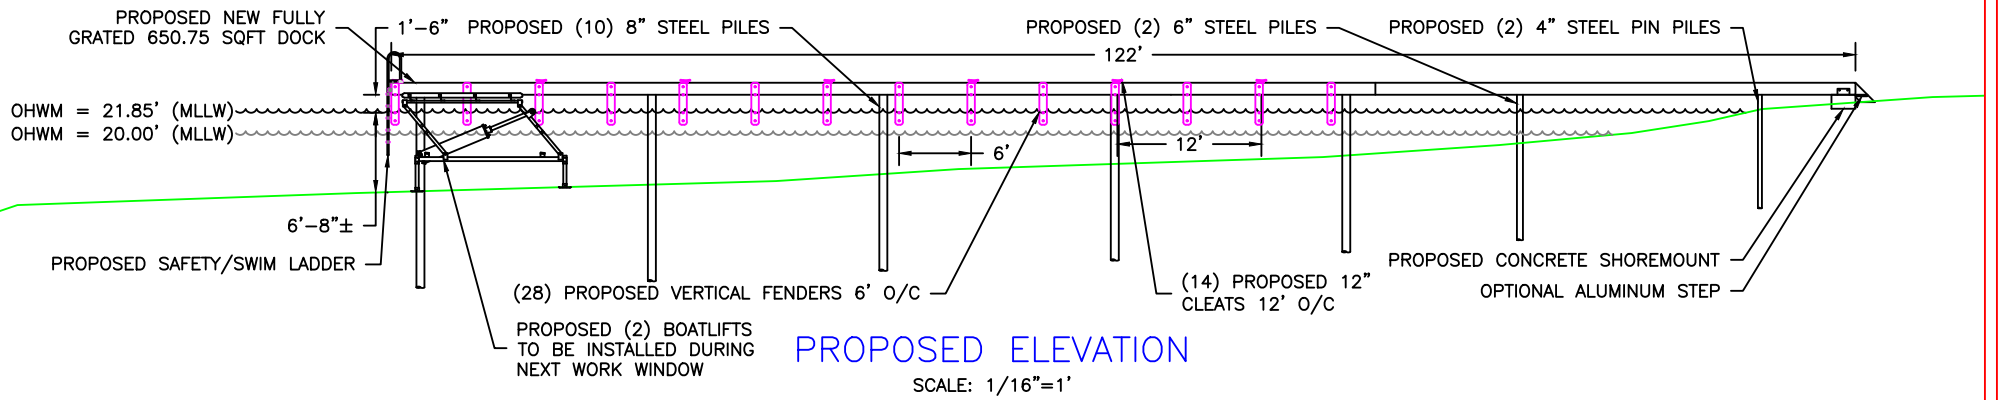 PROPOSED NEW FULLY
GRATED 650.75 SQFT DOCK
1'-6"
PROPOSED (10) 8" STEEL PILES
PROPOSED (2) 6" STEEL PILES
PROPOSED (2) 4" STEEL PIN PILES
122'
OHWM = 21.85' (MLLW)
OHWM = 20.00' (MLLW)
6'
12'
6'-8"±
PROPOSED SAFETY/SWIM LADDER
(28) PROPOSED VERTICAL FENDERS 6' O/C
(14) PROPOSED 12"
CLEATS 12' O/C
PROPOSED CONCRETE SHOREMOUNT
OPTIONAL ALUMINUM STEP
PROPOSED (2) BOATLIFTS
TO BE INSTALLED DURING
NEXT WORK WINDOW
PROPOSED ELEVATION
SCALE: 1/16"=1'